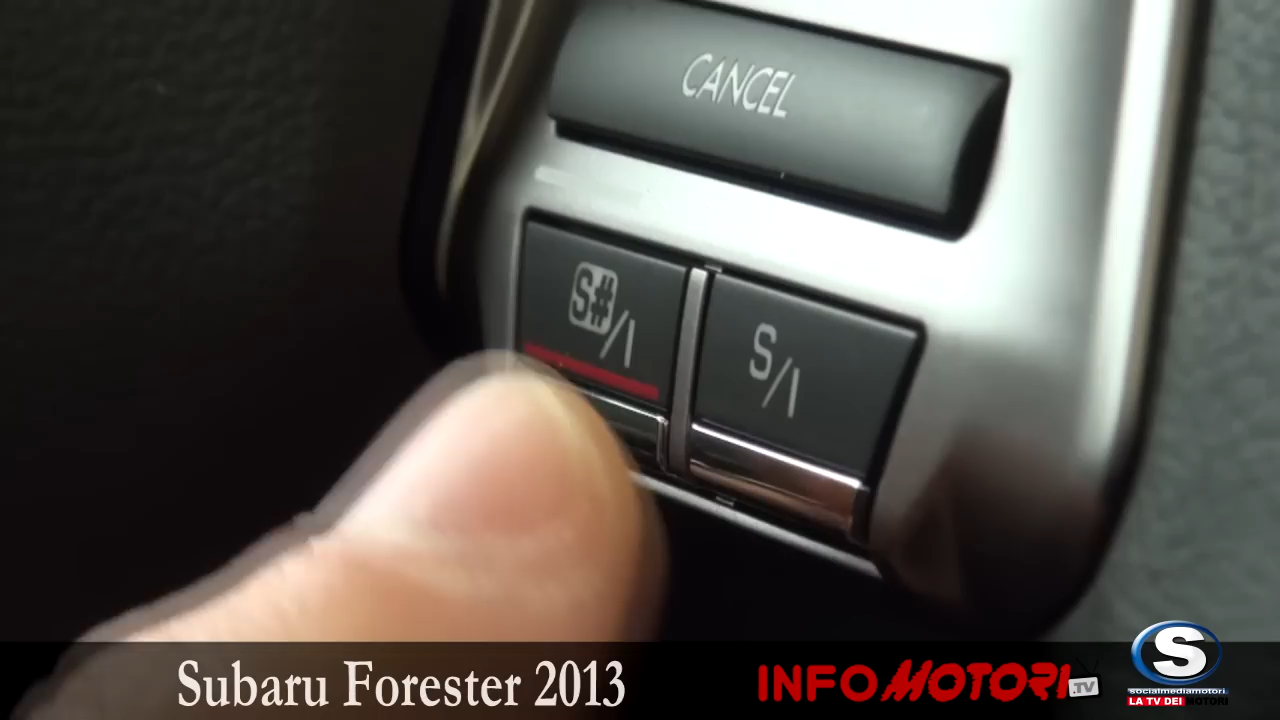 CANCEL
S#/I
S/I
Subaru Forester 2013
INFOMOTORI.TV
S
socialmediamotori
LA TV DEI MOTORI